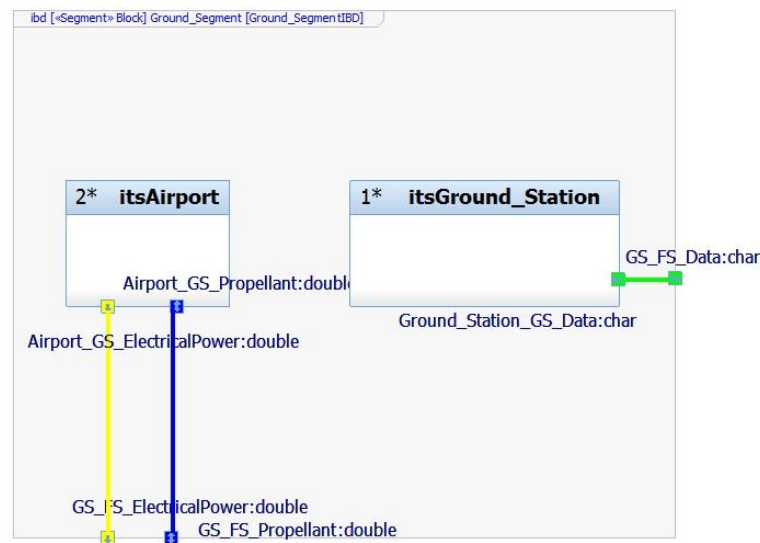 ibd [«Segment» Block] Ground_Segment [Ground_SegmentIBD]
2* itsAirport
1* itsGround_Station
GS_FS_Data:char
Airport_GS_Propellant:double
Ground_Station_GS_Data:char
Airport_GS_ElectricalPower:double
GS_FS_ElectricalPower:double
GS_FS_Propellant:double